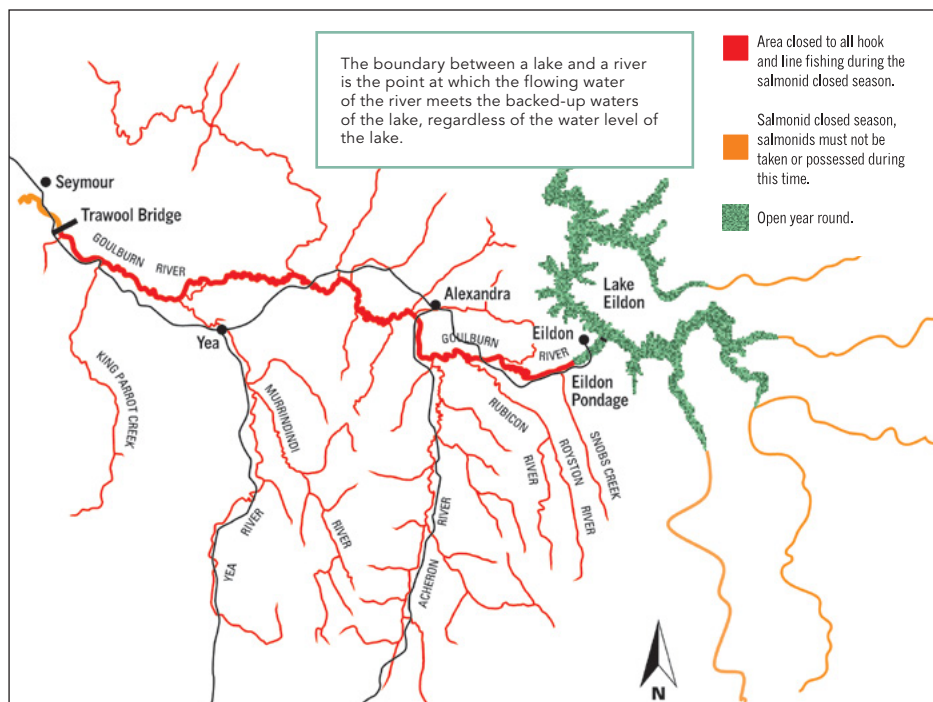 The boundary between a lake and a river
is the point at which the flowing water
of the river meets the backed-up waters
of the lake, regardless of the water level of
the lake.
Area closed to all hook
and line fishing during the
salmonid closed season.
Salmonid closed season,
salmonids must not be
taken or possessed during
this time.
Open year round.
Seymour
Trawool Bridge
GOULBURN RIVER
Yea
Alexandra
GOULBURN
RIVER
Eildon
Lake
Eildon
Eildon
Pondage
KING PARROT CREEK
MURRINDINDI
RIVER
YEA
RIVER
ACHERON
RIVER
RUBICON
RIVER
ROYSTON
RIVER
SNOBS CREEK
N